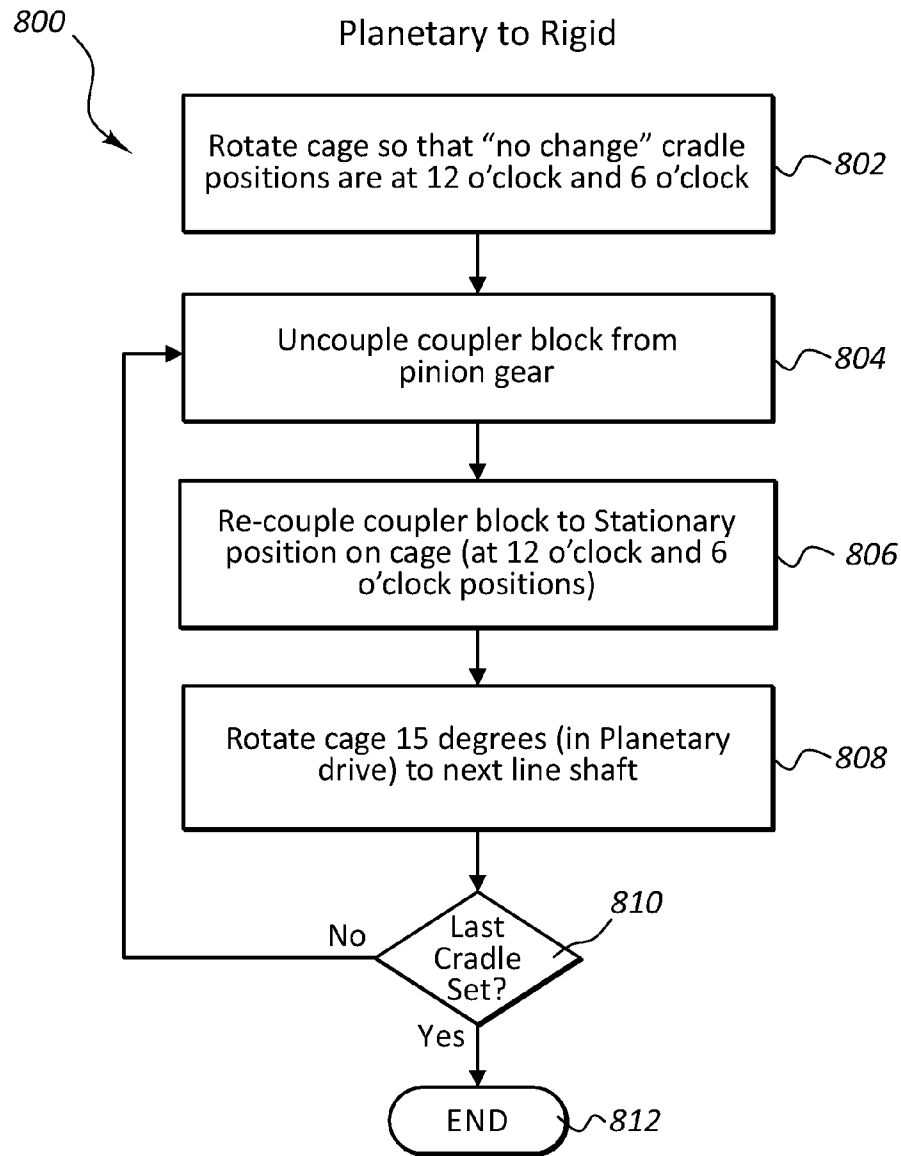 800
Planetary to Rigid
Rotate cage so that “no change” cradle
positions are at 12 o’clock and 6 o’clock
802
Uncouple coupler block from
pinion gear
804
Re-couple coupler block to Stationary
position on cage (at 12 o’clock and 6
o’clock positions)
806
Rotate cage 15 degrees (in Planetary
drive) to next line shaft
808
810
Last
Cradle
Set?
No
Yes
END
812